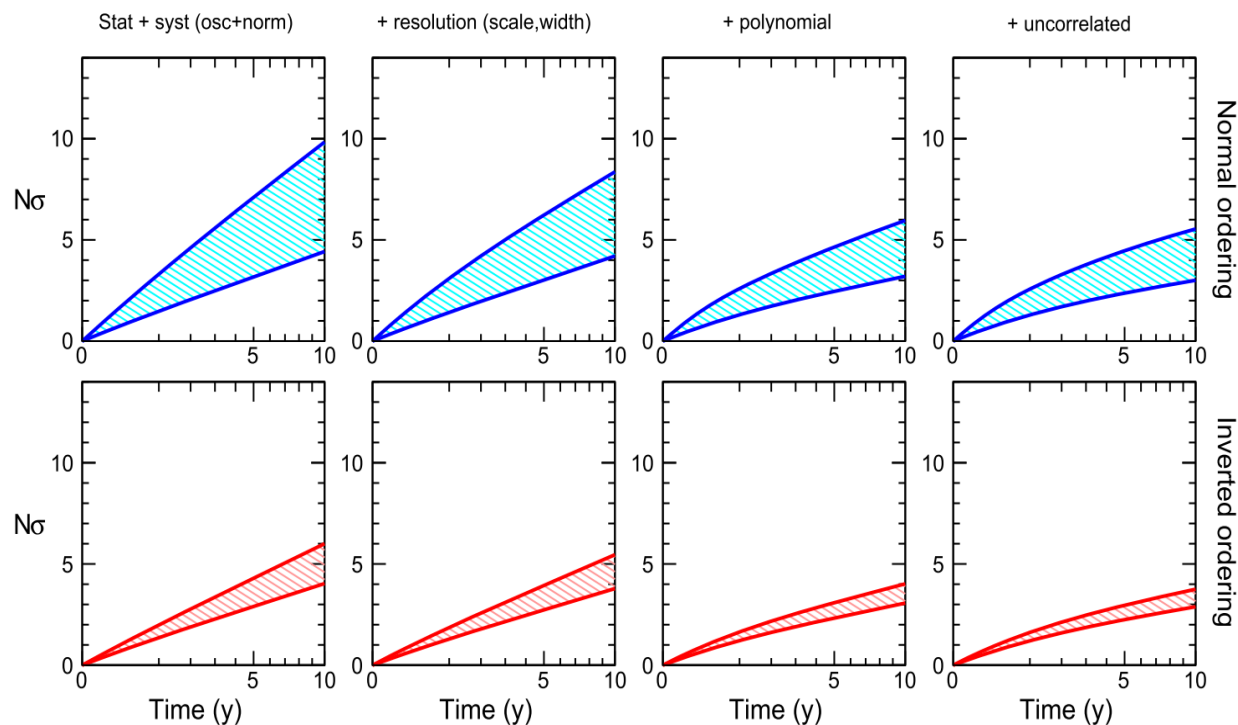 Stat + syst (osc+norm) + resolution (scale,width) + polynomial + uncorrelated
10 10 10 10
Nσ
5 5 5 5
0 0 0 0
0 5 10 0 5 10 0 5 10 0 5 10
Normal ordering
10 10 10 10
Nσ
5 5 5 5
0 0 0 0
0 5 10 0 5 10 0 5 10 0 5 10
Time (y) Time (y) Time (y) Time (y)
Inverted ordering